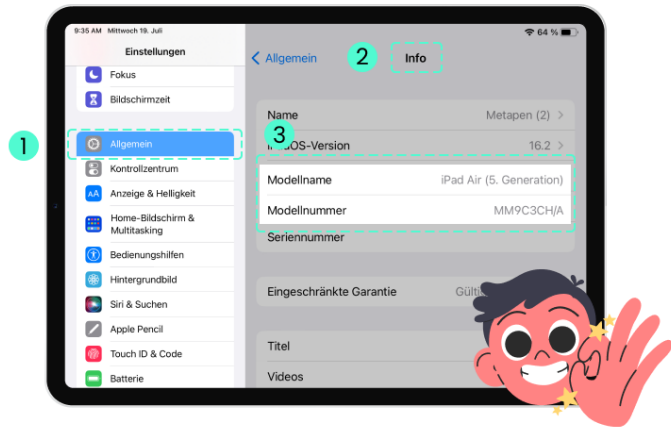 9:35 AM Mittwoch 19. Juli
64 %
Einstellungen
Fokus
Bildschirmzeit
1
Allgemein
Kontrollzentrum
AA
Anzeige & Helligkeit
Home-Bildschirm &
Multitasking
Bedienungshilfen
Hintergrundbild
Siri & Suchen
Apple Pencil
Touch ID & Code
Batterie
Allgemein
2
Info
Name Metapen (2)
3
OS-Version 16.2
Modellname iPad Air (5. Generation)
Modellnummer MM9C3CH/A
Seriennummer
Eingeschränkte Garantie
Titel
Videos